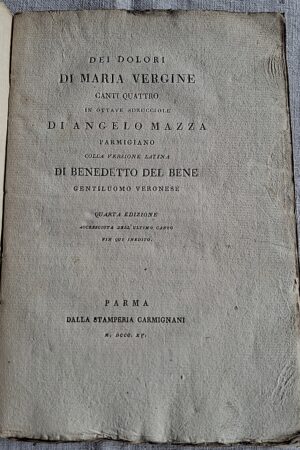 DEI DOLORI
DI MARIA VERGINE
CANTI QUATTRO
IN OTTAVE SDRUCCIOLE
DI ANGELO MAZZA
PARMIGIANO
COLLA VERSIONE LATINA
DI BENEDETTO DEL BENE
GENTILUOMO VERONESE
QUARTA EDIZIONE
ACCRESCIUTA DELL'ULTIMO CANTO
FIN QUI INEDITO.
PARMA
DALLA STAMPERIA CARMIGNANI
M. DCCC. XV.